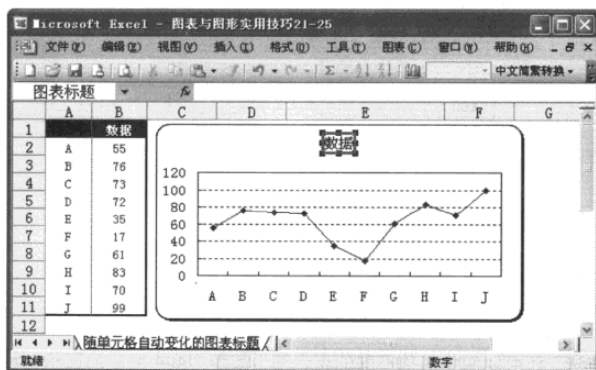 Microsoft Excel - 图表与图形实用技巧21-25
文件(F) 编辑(E) 视图(V) 插入(I) 格式(O) 工具(T) 图表(C) 窗口(W) 帮助(H)
Σ 中文简繁转换
图表标题 fx
A B C D E F G
1 数据
2 A 55
3 B 76
4 C 73
5 D 72
6 E 35
7 F 17
8 G 61
9 H 83
10 I 70
11 J 99
12
数据
120
100
80
60
40
20
0
A B C D E F G H I J
随单元格自动变化的图表标题
就绪 数字